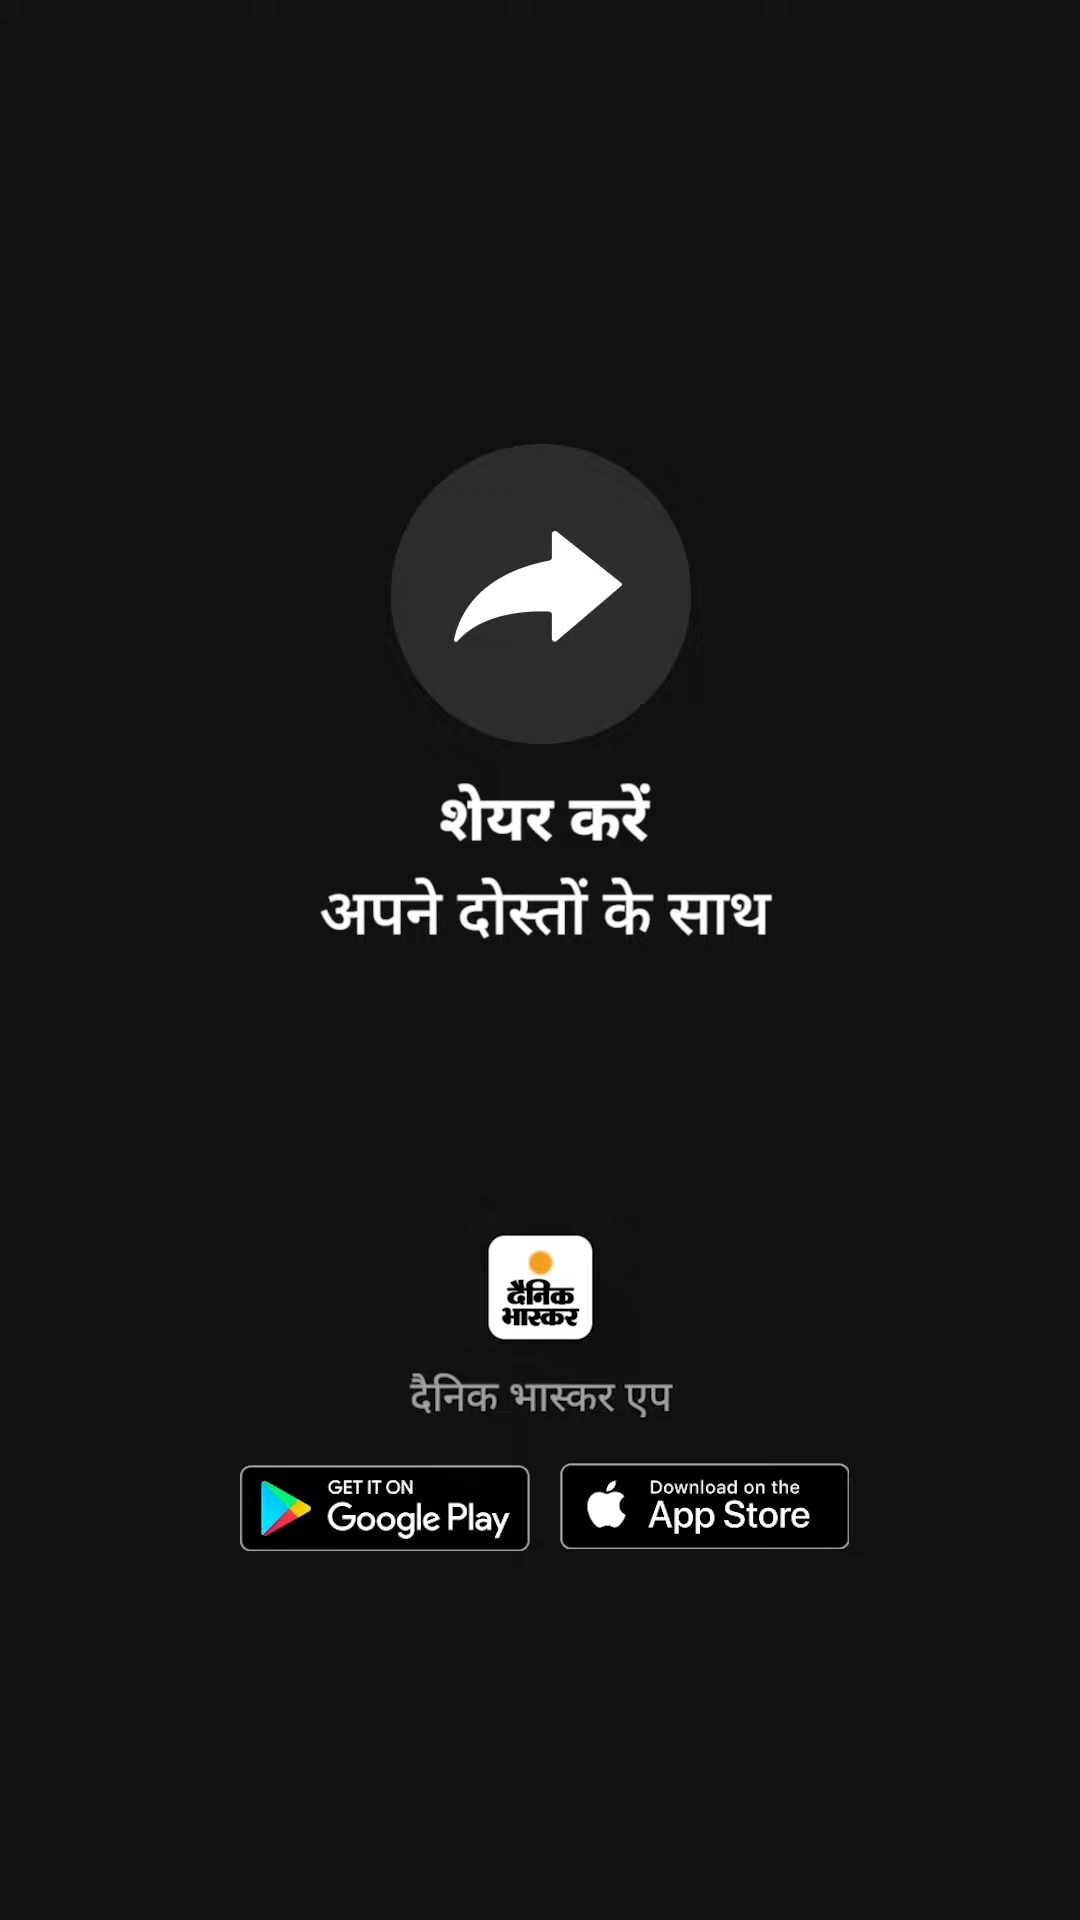 शेयर करें
अपने दोस्तों के साथ
दैनिक
भास्कर
दैनिक भास्कर एप
GET IT ON
Google Play
Download on the
App Store